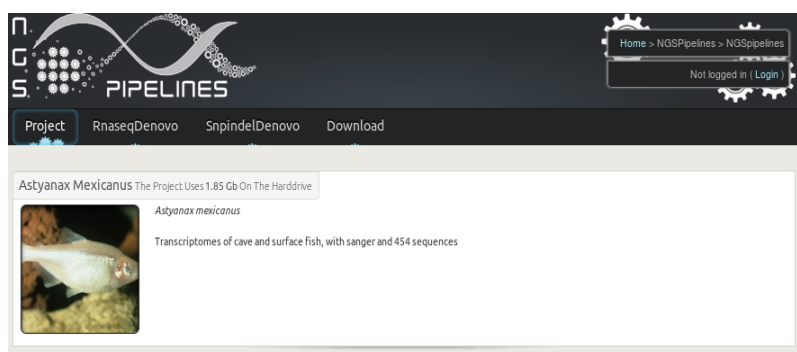 N.
G
S.
PIPELINES
Home > NGSPipelines > NGSpipelines
Not logged in ( Login )
Project RnaseqDenovo SnpindelDenovo Download
Astyanax Mexicanus The Project Uses 1.85 Gb On The Harddrive
Astyanax mexicanus
Transcriptomes of cave and surface fish, with sanger and 454 sequences